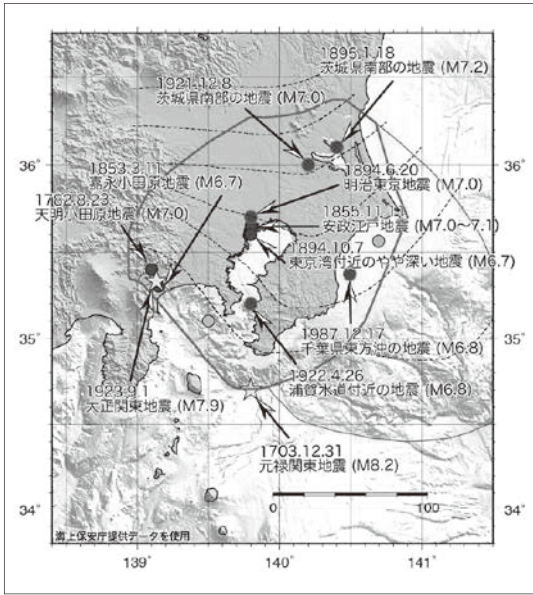 1895.1.18
茨城県南部の地震 (M7.2)
1921.12.8
茨城県南部の地震 (M7.0)
36°
36°
1853.3.11
嘉永小田原地震 (M6.7)
1894.6.20
明治東京地震 (M7.0)
1782.8.23
天明小田原地震 (M7.0)
1855.11.11
安政江戸地震 (M7.0～7.1)
1894.10.7
東京湾付近のやや深い地震 (M6.7)
35°
35°
1987.12.17
千葉県東方沖の地震 (M6.8)
1922.4.26
浦賀水道付近の地震 (M6.8)
1923.9.1
大正関東地震 (M7.9)
1703.12.31
元禄関東地震 (M8.2)
0
100
34°
34°
海上保安庁提供データを使用
139°
140°
141°